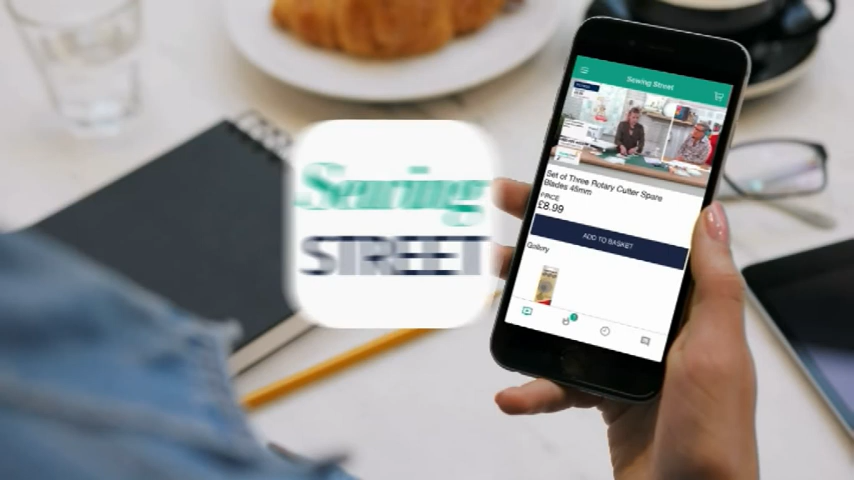 Sewing
STREET
Sewing Street
Set of Three Rotary Cutter Spare
Blades 45mm
PRICE
£8.99
ADD TO BASKET
Gallery